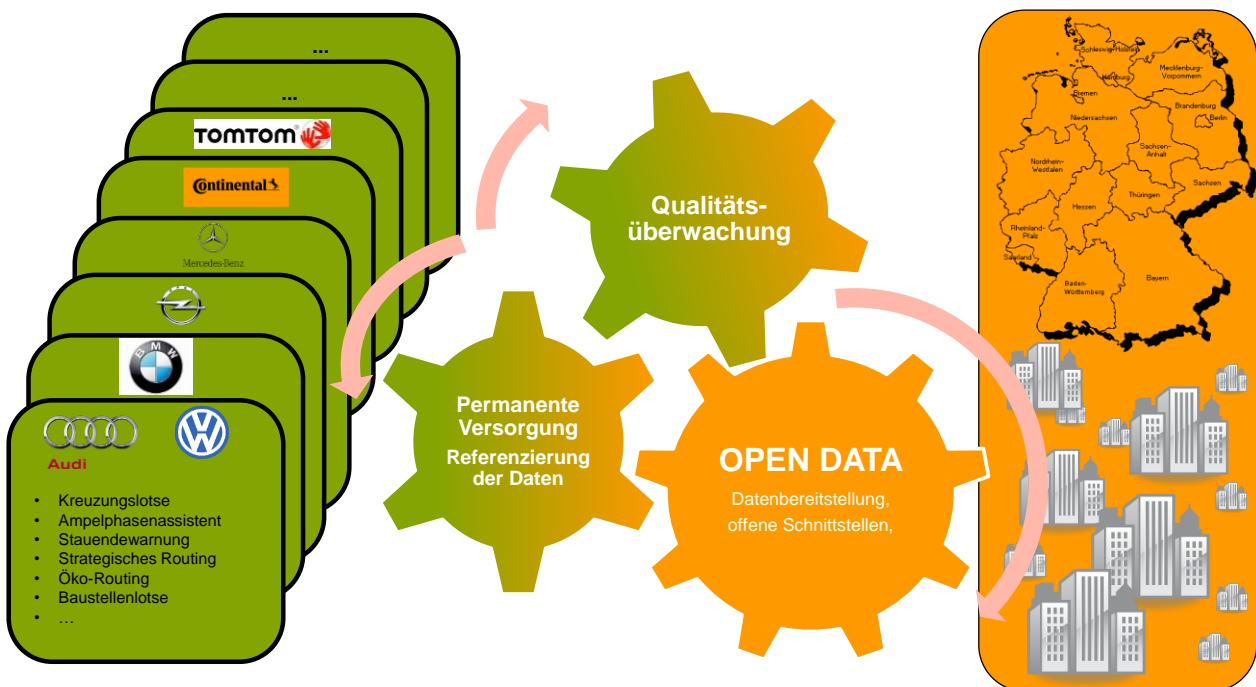 ...
...
TOMTOM®
Continental
Mercedes-Benz
BMW
Audi
VW
• Kreuzungslotse
• Ampelphasenassistent
• Stauendewarnung
• Strategisches Routing
• Öko-Routing
• Baustellenlotse
• ...
Qualitäts-
überwachung
Permanente
Versorgung
Referenzierung
der Daten
OPEN DATA
Datenbereitstellung,
offene Schnittstellen,
Schleswig-Holstein
Mecklenburg-
Vorpommern
Hamburg
Bremen
Brandenburg
Berlin
Niedersachsen
Sachsen-
Anhalt
Nordrhein-
Westfalen
Sachsen
Thüringen
Hessen
Rheinland-
Pfalz
Saarland
Bayern
Baden-
Württemberg